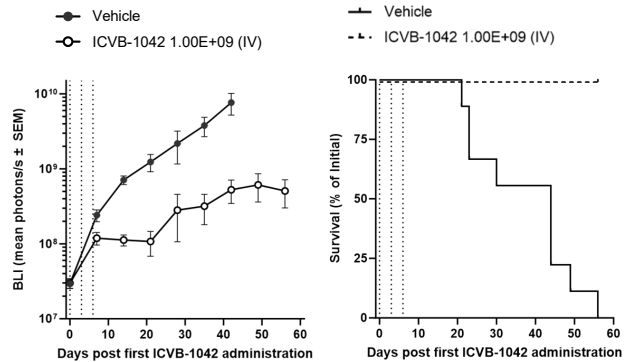 Vehicle
ICVB-1042 1.00E+09 (IV)
BLI (mean photons/s ± SEM)
10¹⁰
10⁹
10⁸
10⁷
0 10 20 30 40 50 60
Days post first ICVB-1042 administration
Vehicle
ICVB-1042 1.00E+09 (IV)
Survival (% of Initial)
100
75
50
25
0
0 10 20 30 40 50 60
Days post first ICVB-1042 administration